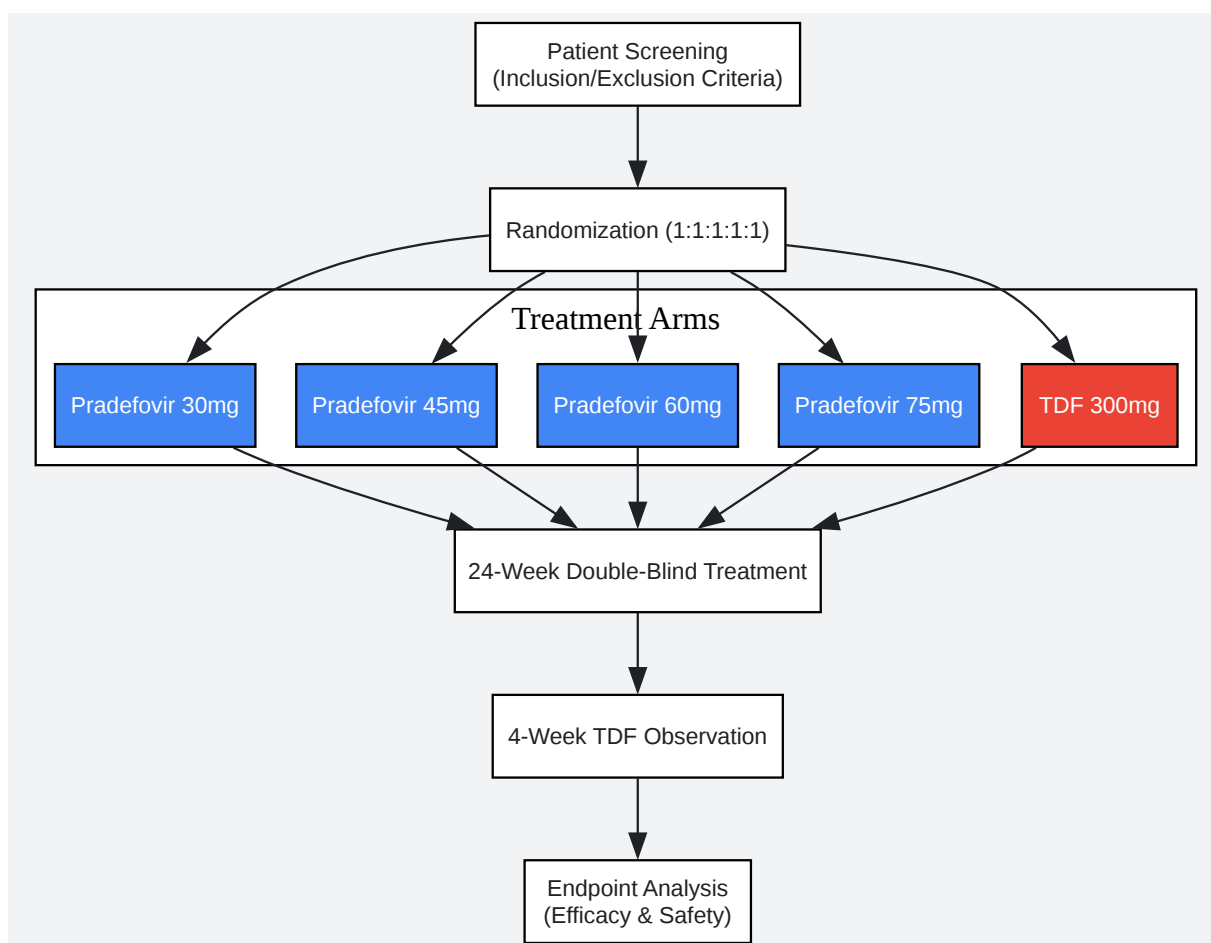 Patient Screening
(Inclusion/Exclusion Criteria)
Randomization (1:1:1:1:1)
Treatment Arms
Pradefovir 30mg
Pradefovir 45mg
Pradefovir 60mg
Pradefovir 75mg
TDF 300mg
24-Week Double-Blind Treatment
4-Week TDF Observation
Endpoint Analysis
(Efficacy & Safety)